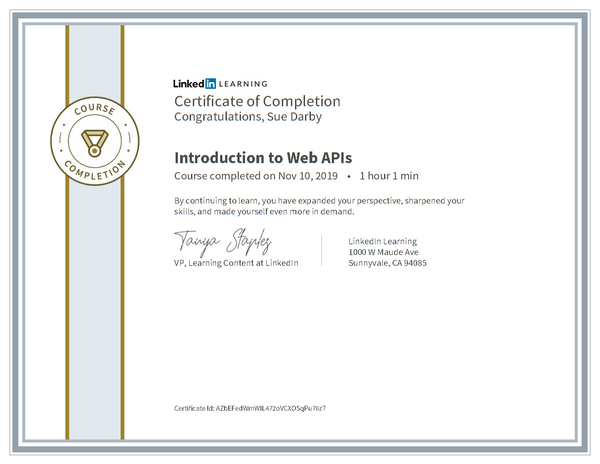 COURSE
COMPLETION
Linked in LEARNING
Certificate of Completion
Congratulations, Sue Darby
Introduction to Web APIs
Course completed on Nov 10, 2019 • 1 hour 1 min
By continuing to learn, you have expanded your perspective, sharpened your
skills, and made yourself even more in demand.
Tanya Staples
VP, Learning Content at LinkedIn
LinkedIn Learning
1000 W Maude Ave
Sunnyvale, CA 94085
Certificate Id: